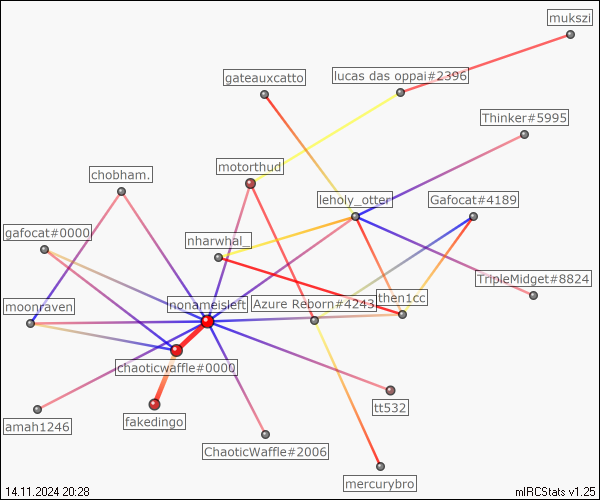 mukszi
gateauxcatto
lucas das oppai#2396
Thinker#5995
motorthud
chobham.
leholy_otter
Gafocat#4189
gafocat#0000
nharwhal_
TripleMidget#8824
moonraven
nonameisleft
Azure Reborn#4243
then1cc
chaoticwaffle#0000
tt532
amah1246
fakedingo
ChaoticWaffle#2006
mercurybro
14.11.2024 20:28
mIRCStats v1.25